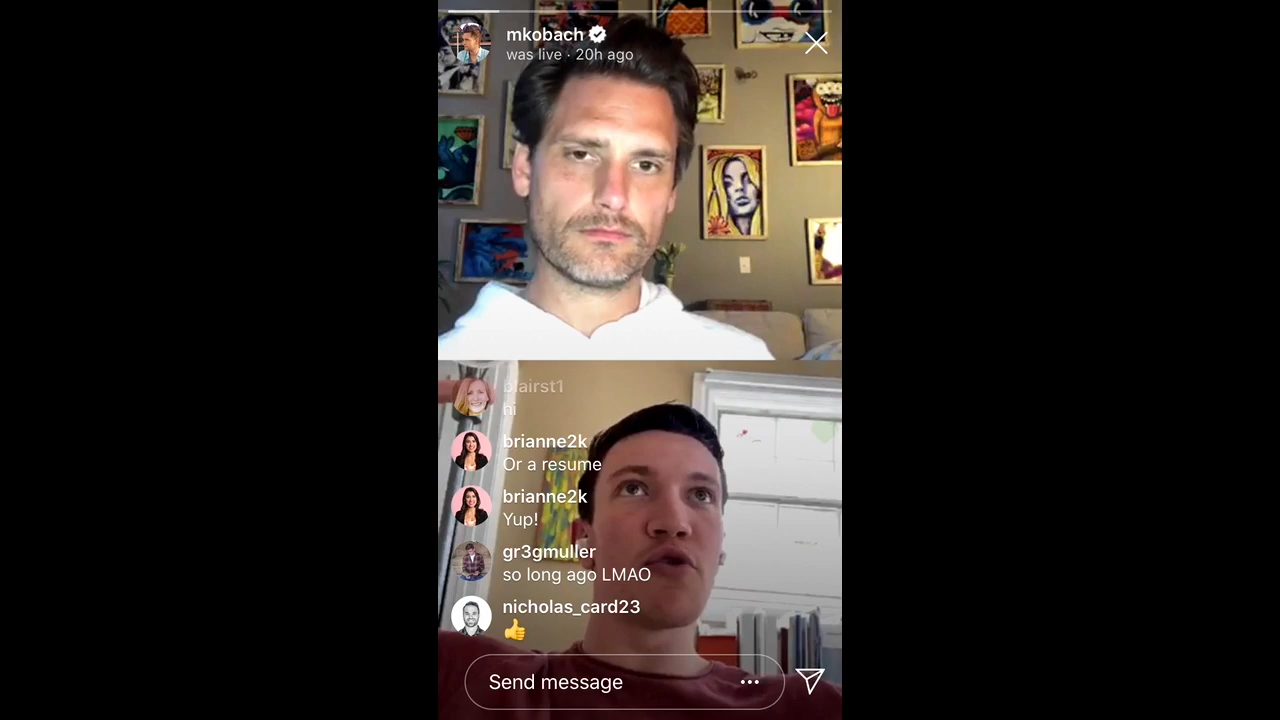 mkobach
was live · 20h ago
blairst1
hi
brianne2k
Or a resume
brianne2k
Yup!
gr3gmuller
so long ago LMAO
nicholas_card23
👍
Send message